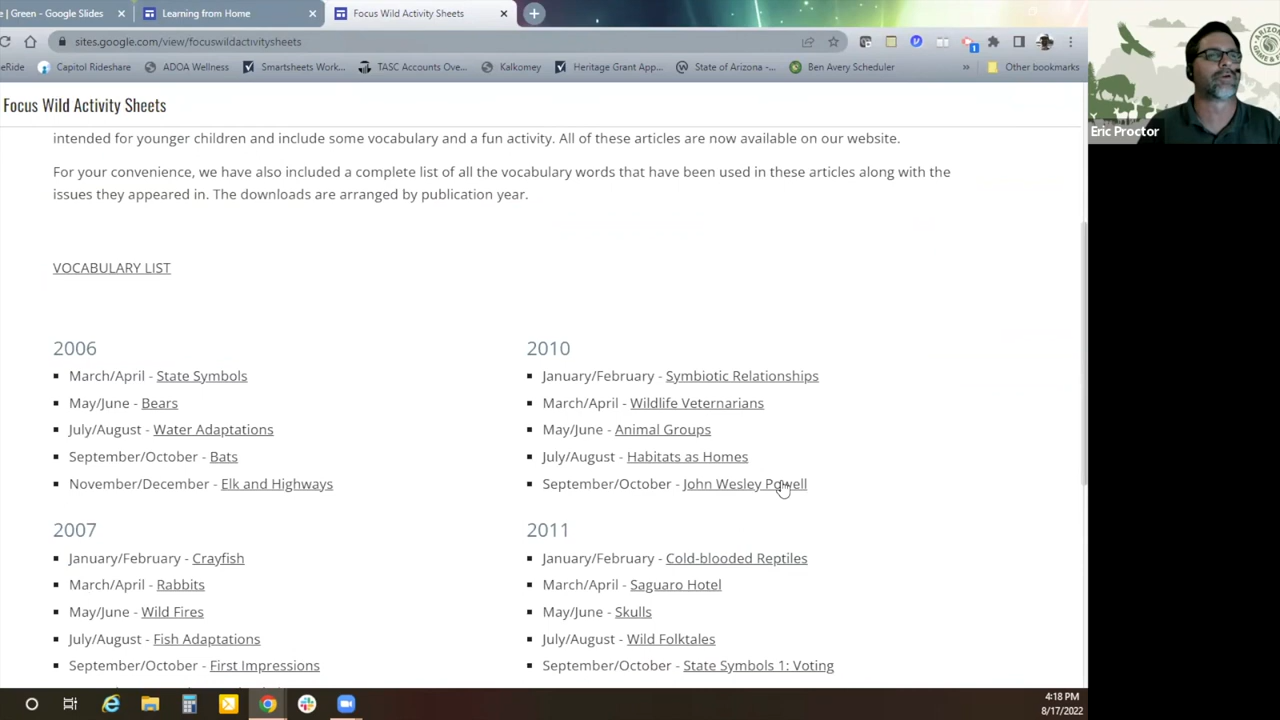 e | Green - Google Slides
Learning from Home
Focus Wild Activity Sheets
sites.google.com/view/focuswildactivitysheets
eRide
Capitol Rideshare
ADOA Wellness
Smartsheets Work...
TASC Accounts Ove...
Kalkomey
Heritage Grant App...
State of Arizona -...
Ben Avery Scheduler
»
Other bookmarks
Eric Proctor
Focus Wild Activity Sheets
intended for younger children and include some vocabulary and a fun activity. All of these articles are now available on our website.
For your convenience, we have also included a complete list of all the vocabulary words that have been used in these articles along with the
issues they appeared in. The downloads are arranged by publication year.
VOCABULARY LIST
2006
March/April - State Symbols
May/June - Bears
July/August - Water Adaptations
September/October - Bats
November/December - Elk and Highways
2007
January/February - Crayfish
March/April - Rabbits
May/June - Wild Fires
July/August - Fish Adaptations
September/October - First Impressions
2010
January/February - Symbiotic Relationships
March/April - Wildlife Veternarians
May/June - Animal Groups
July/August - Habitats as Homes
September/October - John Wesley Powell
2011
January/February - Cold-blooded Reptiles
March/April - Saguaro Hotel
May/June - Skulls
July/August - Wild Folktales
September/October - State Symbols 1: Voting
4:18 PM
8/17/2022